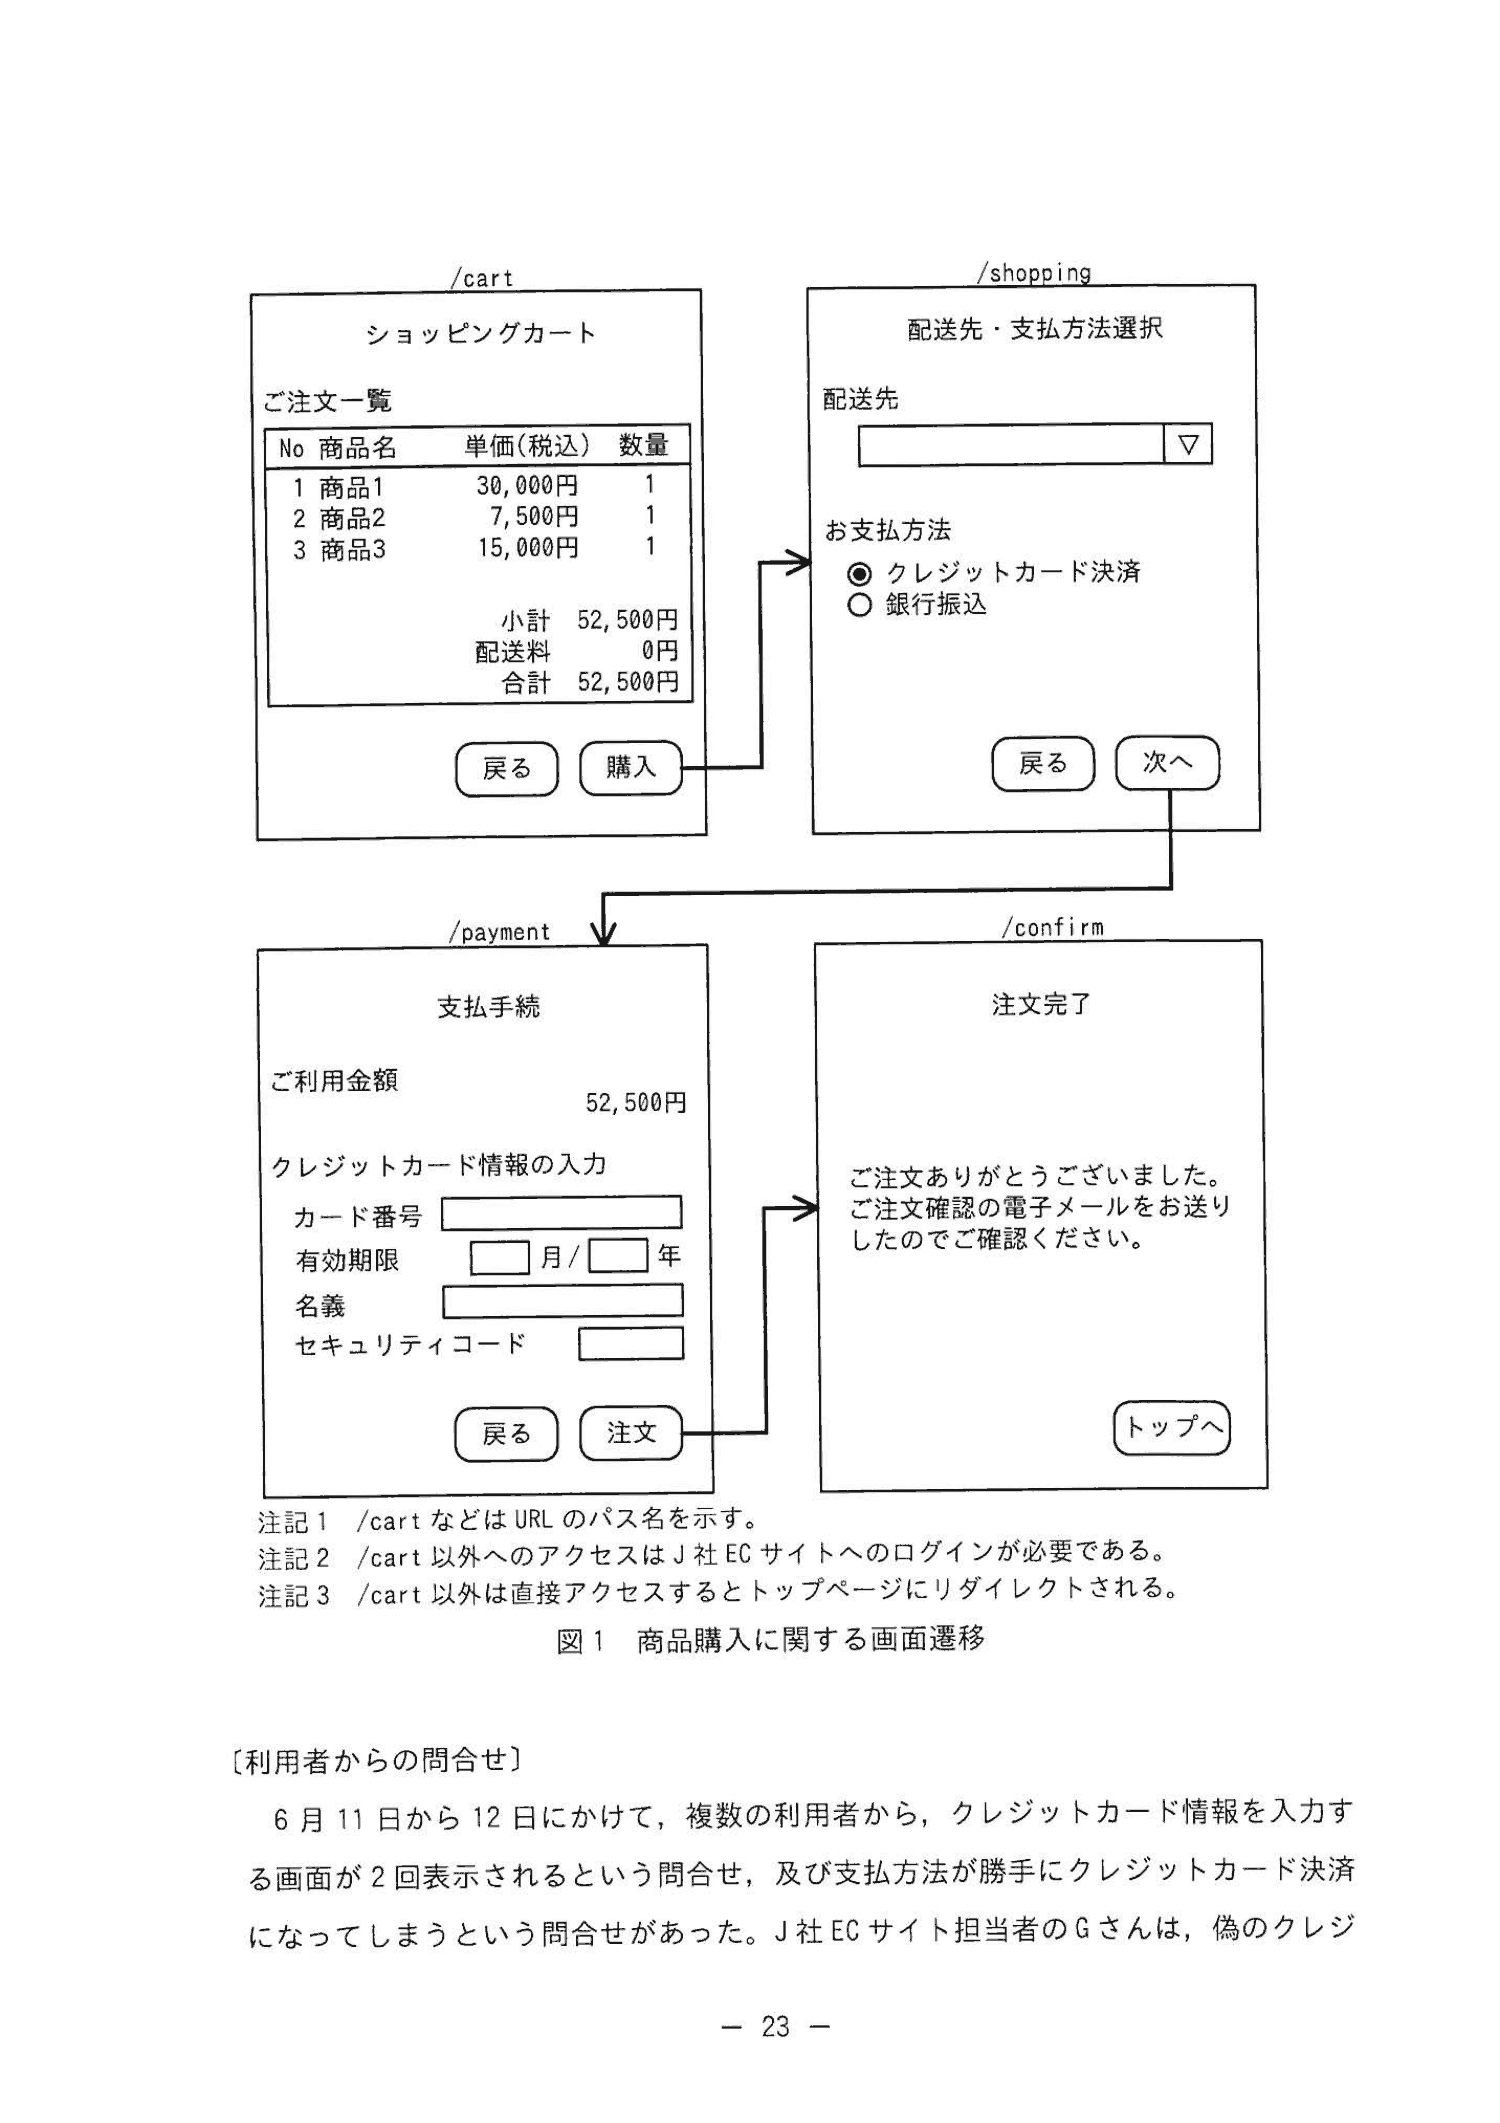 /cart
ショッピングカート
ご注文一覧
No 商品名 単価(税込) 数量
1 商品1 30,000円 1
2 商品2 7,500円 1
3 商品3 15,000円 1
小計 52,500円
配送料 0円
合計 52,500円
戻る 購入
/shopping
配送先・支払方法選択
配送先
▽
お支払方法
◉ クレジットカード決済
○ 銀行振込
戻る 次へ
/payment
支払手続
ご利用金額
52,500円
クレジットカード情報の入力
カード番号
有効期限 月/ 年
名義
セキュリティコード
戻る 注文
/confirm
注文完了
ご注文ありがとうございました。
ご注文確認の電子メールをお送り
したのでご確認ください。
トップへ
注記1 /cart などは URL のパス名を示す。
注記2 /cart 以外へのアクセスはJ社ECサイトへのログインが必要である。
注記3 /cart 以外は直接アクセスするとトップページにリダイレクトされる。
図1 商品購入に関する画面遷移
〔利用者からの問合せ〕
6月11日から12日にかけて，複数の利用者から，クレジットカード情報を入力す
る画面が2回表示されるという問合せ，及び支払方法が勝手にクレジットカード決済
になってしまうという問合せがあった。J社ECサイト担当者のGさんは，偽のクレジ
− 23 −